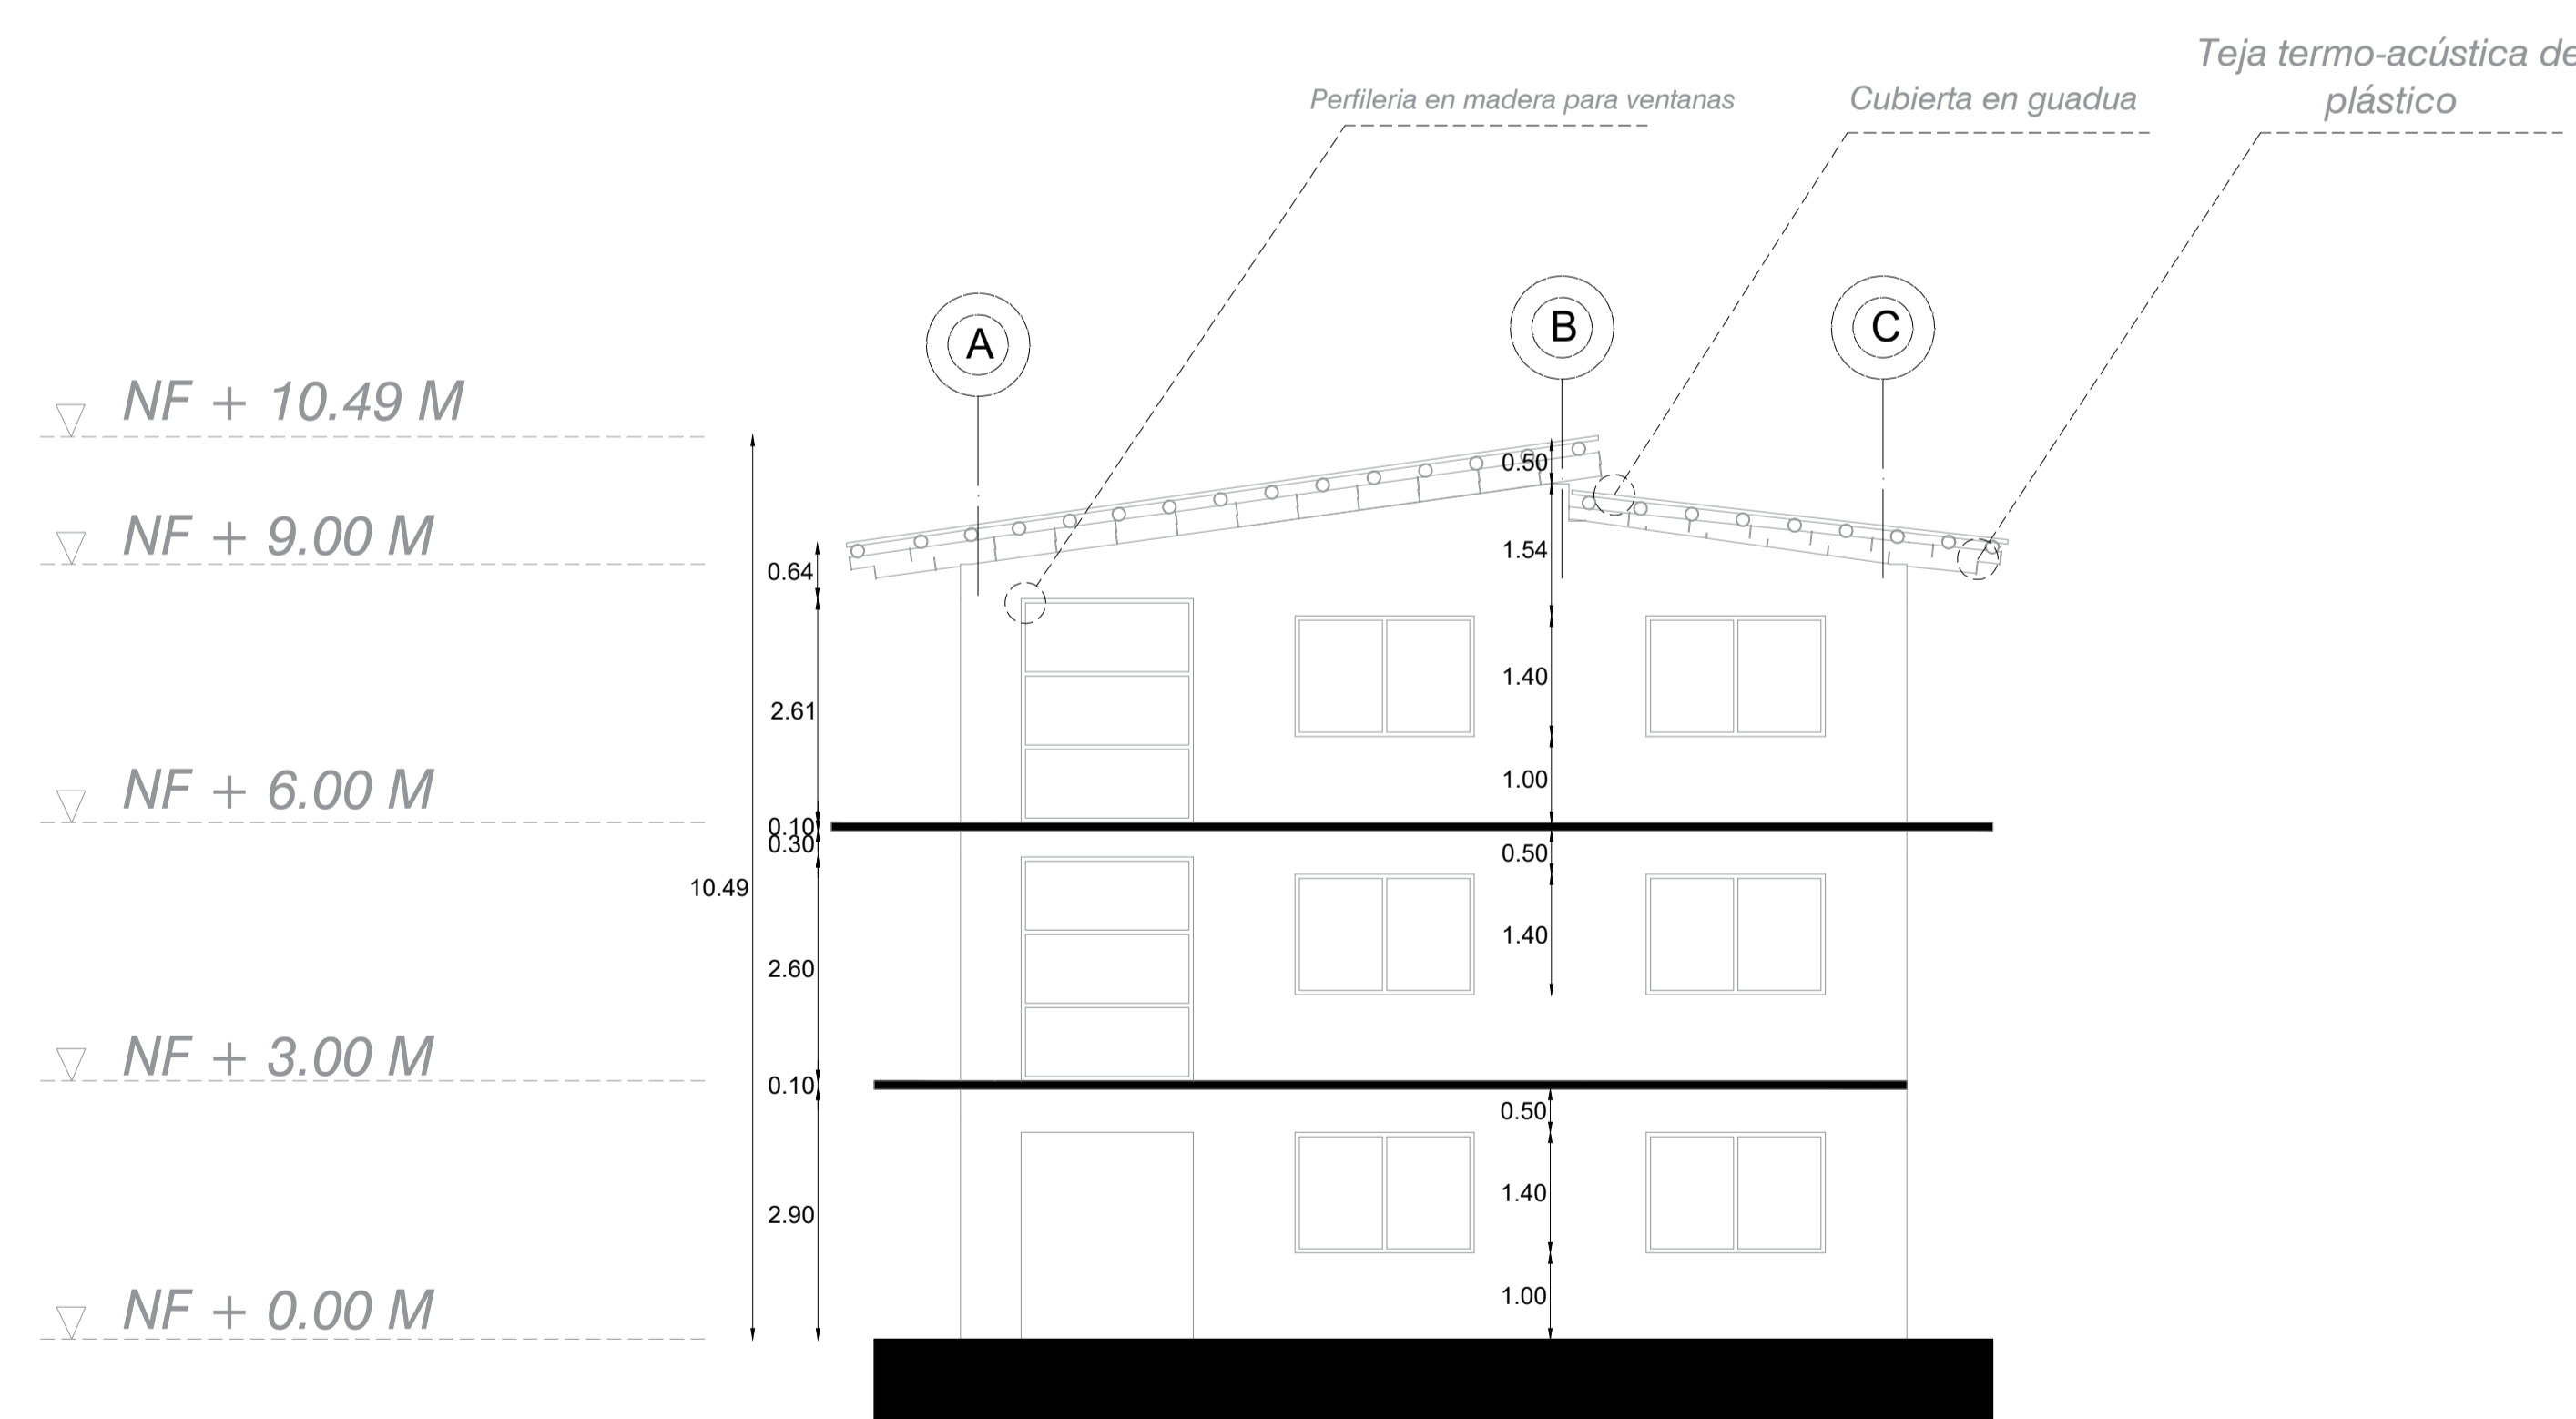 Teja termo-acústica de
plástico
Perfileria en madera para ventanas
Cubierta en guadua
A
B
C
NF + 10.49 M
NF + 9.00 M
NF + 6.00 M
NF + 3.00 M
NF + 0.00 M
10.49
0.64
2.61
0.10
0.30
2.60
0.10
2.90
0.50
1.54
1.40
1.00
0.50
1.40
0.50
1.40
1.00